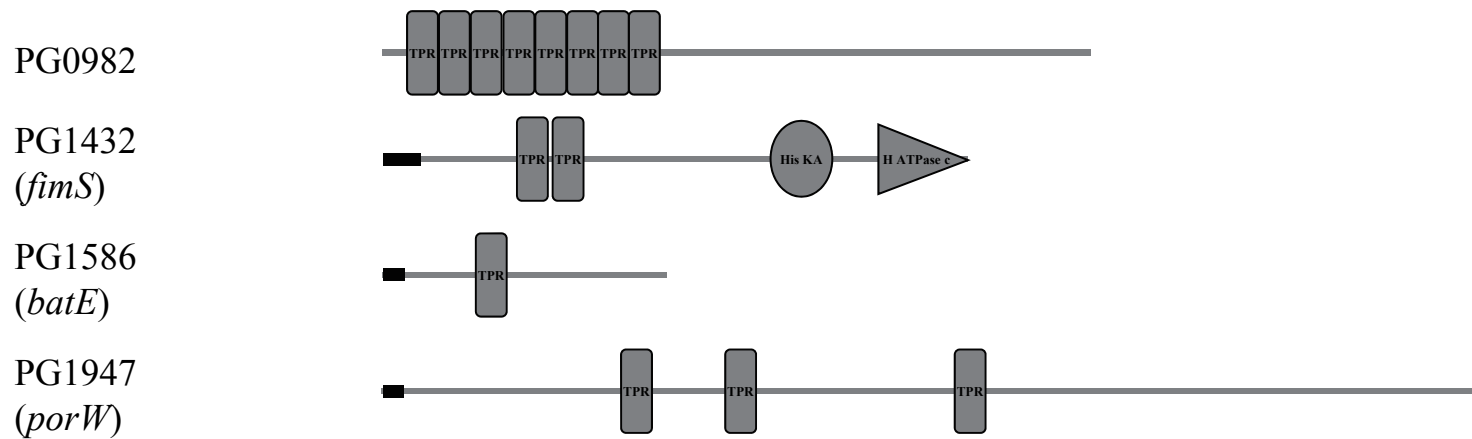 PG0982
TPR TPR TPR TPR TPR TPR TPR TPR
PG1432
(fimS)
TPR TPR His KA H ATPase c
PG1586
(batE)
TPR
PG1947
(porW)
TPR TPR TPR